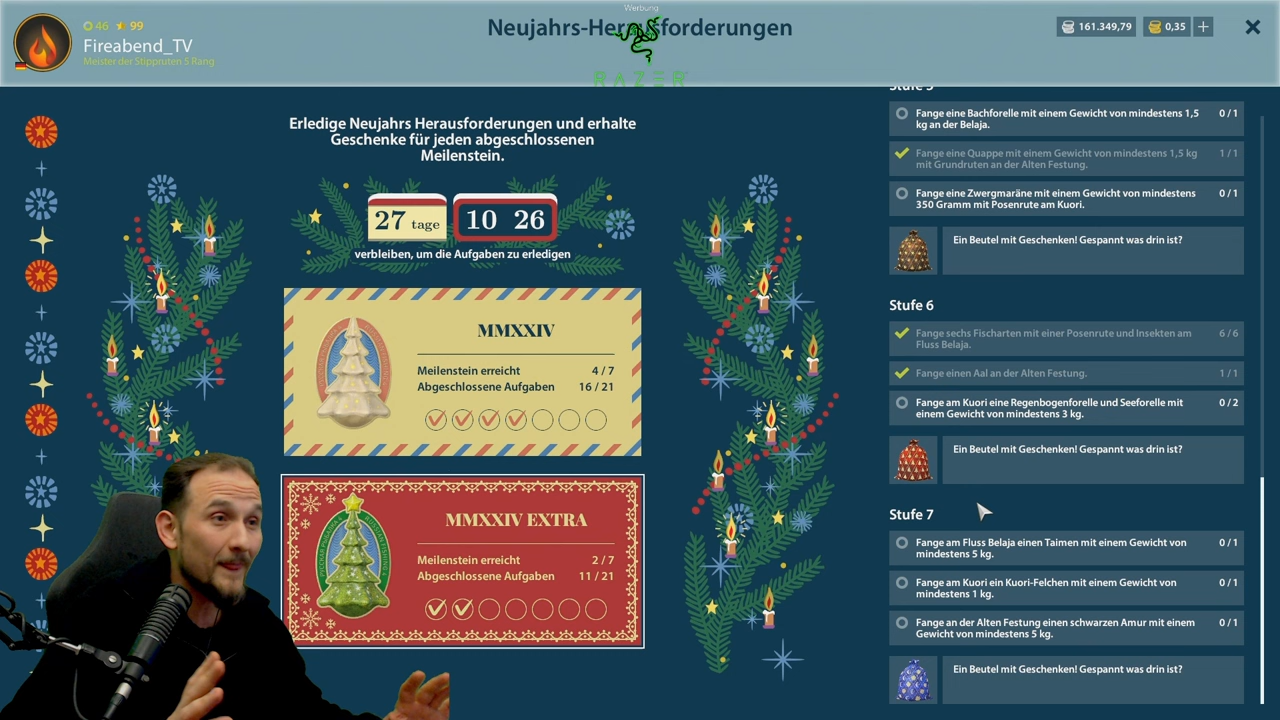 Werbung
46 99
Fireabend_TV
Meister der Stippruten 5 Rang
Neujahrs-Herausforderungen
RAZER
161.349,79
0,35
Erledige Neujahrs Herausforderungen und erhalte
Geschenke für jeden abgeschlossenen
Meilenstein.
27 tage 10 26
verbleiben, um die Aufgaben zu erledigen
MMXXIV
Meilenstein erreicht 4 / 7
Abgeschlossene Aufgaben 16 / 21
MMXXIV EXTRA
Meilenstein erreicht 2 / 7
Abgeschlossene Aufgaben 11 / 21
Stufe 5
Fange eine Bachforelle mit einem Gewicht von mindestens 1,5
kg an der Belaja.
0 / 1
Fange eine Quappe mit einem Gewicht von mindestens 1,5 kg
mit Grundruten an der Alten Festung.
1 / 1
Fange eine Zwergmaräne mit einem Gewicht von mindestens
350 Gramm mit Posenrute am Kuori.
0 / 1
Ein Beutel mit Geschenken! Gespannt was drin ist?
Stufe 6
Fange sechs Fischarten mit einer Posenrute und Insekten am
Fluss Belaja.
6 / 6
Fange einen Aal an der Alten Festung.
1 / 1
Fange am Kuori eine Regenbogenforelle und Seeforelle mit
einem Gewicht von mindestens 3 kg.
0 / 2
Ein Beutel mit Geschenken! Gespannt was drin ist?
Stufe 7
Fange am Fluss Belaja einen Taimen mit einem Gewicht von
mindestens 5 kg.
0 / 1
Fange am Kuori ein Kuori-Felchen mit einem Gewicht von
mindestens 1 kg.
0 / 1
Fange an der Alten Festung einen schwarzen Amur mit einem
Gewicht von mindestens 5 kg.
0 / 1
Ein Beutel mit Geschenken! Gespannt was drin ist?